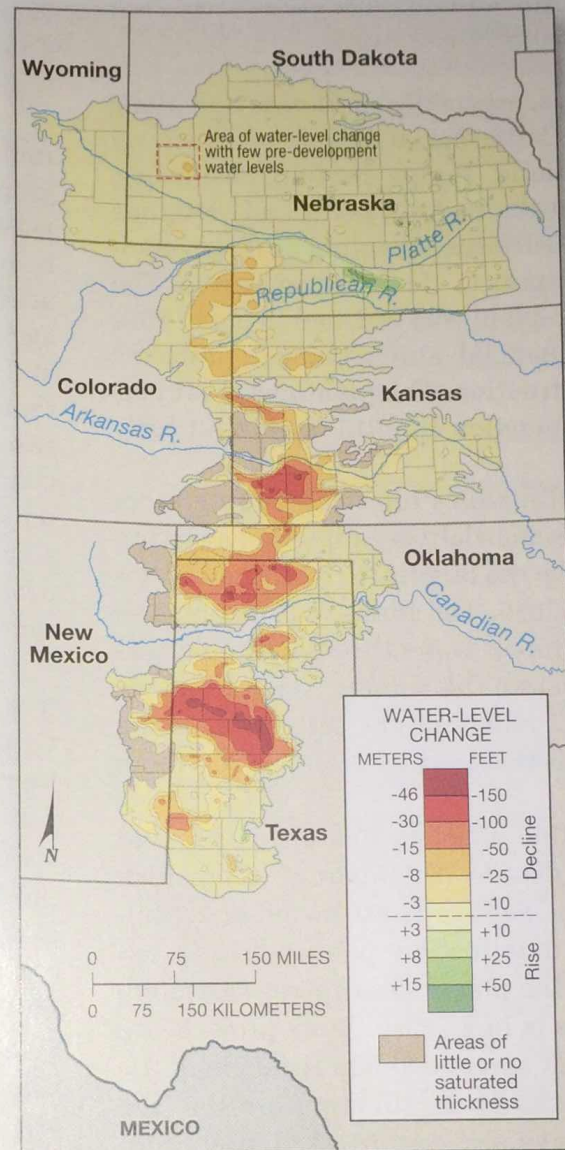 South Dakota
Wyoming
Area of water-level change
with few pre-development
water levels
Nebraska
Platte R.
Republican R.
Colorado
Kansas
Arkansas R.
Oklahoma
Canadian R.
New
Mexico
N
Texas
WATER-LEVEL
CHANGE
METERS FEET
-46 -150
-30 -100
-15 -50
-8 -25
-3 -10
+3 +10
+8 +25
+15 +50
Decline
Rise
Areas of
little or no
saturated
thickness
0 75 150 MILES
0 75 150 KILOMETERS
MEXICO